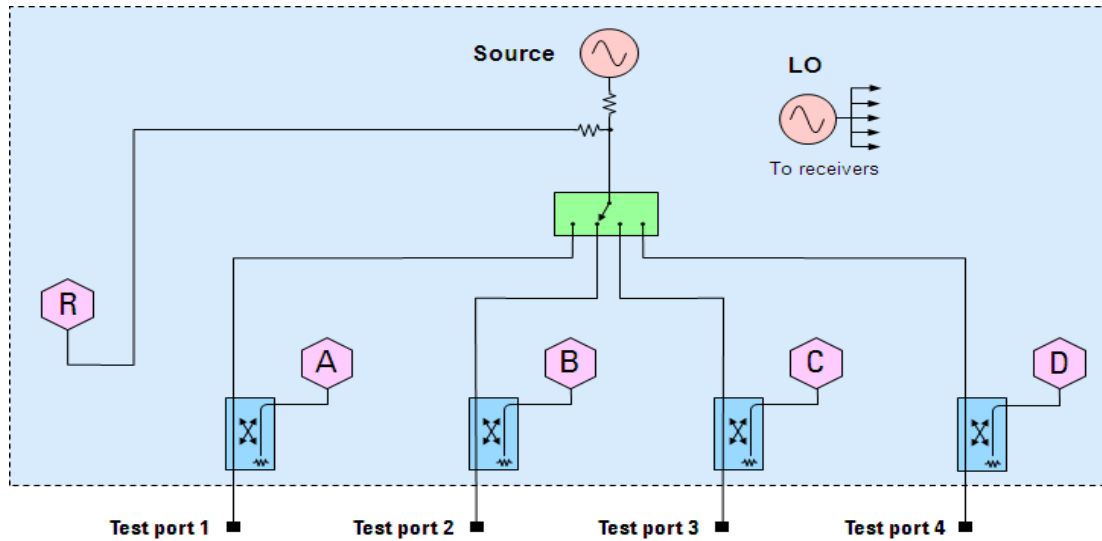 Source
LO
To receivers
R
A
B
C
D
Test port 1
Test port 2
Test port 3
Test port 4